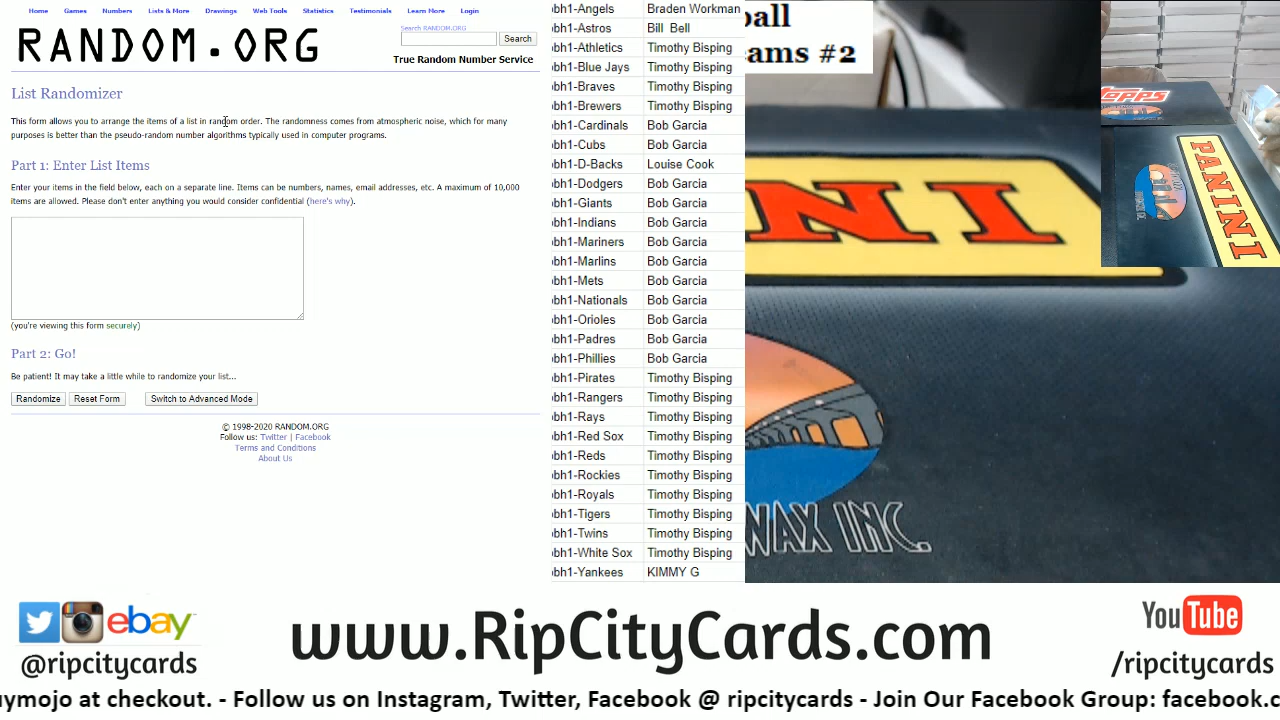 Home Games Numbers Lists & More Drawings Web Tools Statistics Testimonials Learn More Login
RANDOM.ORG
Search RANDOM.ORG
Search
True Random Number Service
List Randomizer
This form allows you to arrange the items of a list in random order. The randomness comes from atmospheric noise, which for many
purposes is better than the pseudo-random number algorithms typically used in computer programs.
Part 1: Enter List Items
Enter your items in the field below, each on a separate line. Items can be numbers, names, email addresses, etc. A maximum of 10,000
items are allowed. Please don't enter anything you would consider confidential (here's why).
(you're viewing this form securely)
Part 2: Go!
Be patient! It may take a little while to randomize your list...
Randomize Reset Form Switch to Advanced Mode
© 1998-2020 RANDOM.ORG
Follow us: Twitter | Facebook
Terms and Conditions
About Us
bh1-Angels Braden Workman
bh1-Astros Bill Bell
bh1-Athletics Timothy Bisping
bh1-Blue Jays Timothy Bisping
bh1-Braves Timothy Bisping
bh1-Brewers Timothy Bisping
bh1-Cardinals Bob Garcia
bh1-Cubs Bob Garcia
bh1-D-Backs Louise Cook
bh1-Dodgers Bob Garcia
bh1-Giants Bob Garcia
bh1-Indians Bob Garcia
bh1-Mariners Bob Garcia
bh1-Marlins Bob Garcia
bh1-Mets Bob Garcia
bh1-Nationals Bob Garcia
bh1-Orioles Bob Garcia
bh1-Padres Bob Garcia
bh1-Phillies Bob Garcia
bh1-Pirates Timothy Bisping
bh1-Rangers Timothy Bisping
bh1-Rays Timothy Bisping
bh1-Red Sox Timothy Bisping
bh1-Reds Timothy Bisping
bh1-Rockies Timothy Bisping
bh1-Royals Timothy Bisping
bh1-Tigers Timothy Bisping
bh1-Twins Timothy Bisping
bh1-White Sox Timothy Bisping
bh1-Yankees KIMMY G
ball
ams #2
NI
WAX INC.
Topps
PANINI
ebay
@ripcitycards
www.RipCityCards.com
YouTube
/ripcitycards
ymojo at checkout. - Follow us on Instagram, Twitter, Facebook @ ripcitycards - Join Our Facebook Group: facebook.c